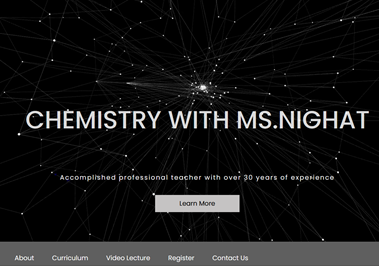 CHEMISTRY WITH MS.NIGHAT
Accomplished professional teacher with over 30 years of experience
Learn More
About Curriculum Video Lecture Register Contact Us